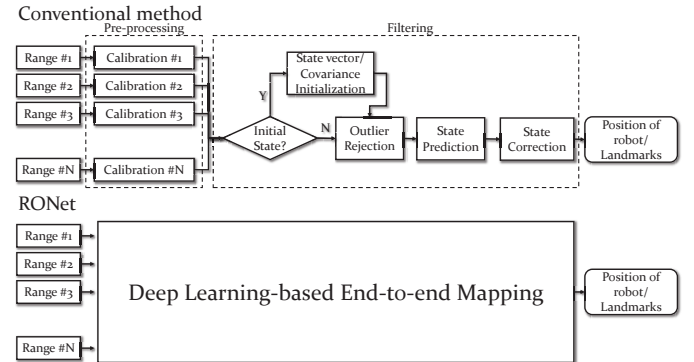 Conventional method
Pre-processing
Filtering
Range #1
Calibration #1
Range #2
Calibration #2
Range #3
Calibration #3
Range #N
Calibration #N
State vector/
Covariance
Initialization
Y
N
Initial
State?
Outlier
Rejection
State
Prediction
State
Correction
Position of
robot/
Landmarks
RONet
Range #1
Range #2
Range #3
Range #N
Deep Learning-based End-to-end Mapping
Position of
robot/
Landmarks